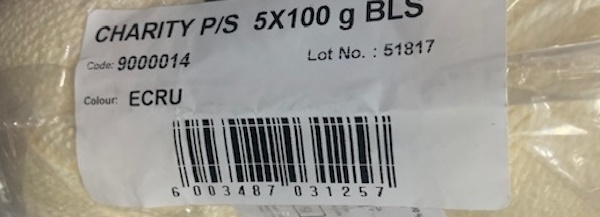 CHARITY P/S 5X100 g BLS
Code: 9000014 Lot No. : 51817
Colour: ECRU
6 003487 031257